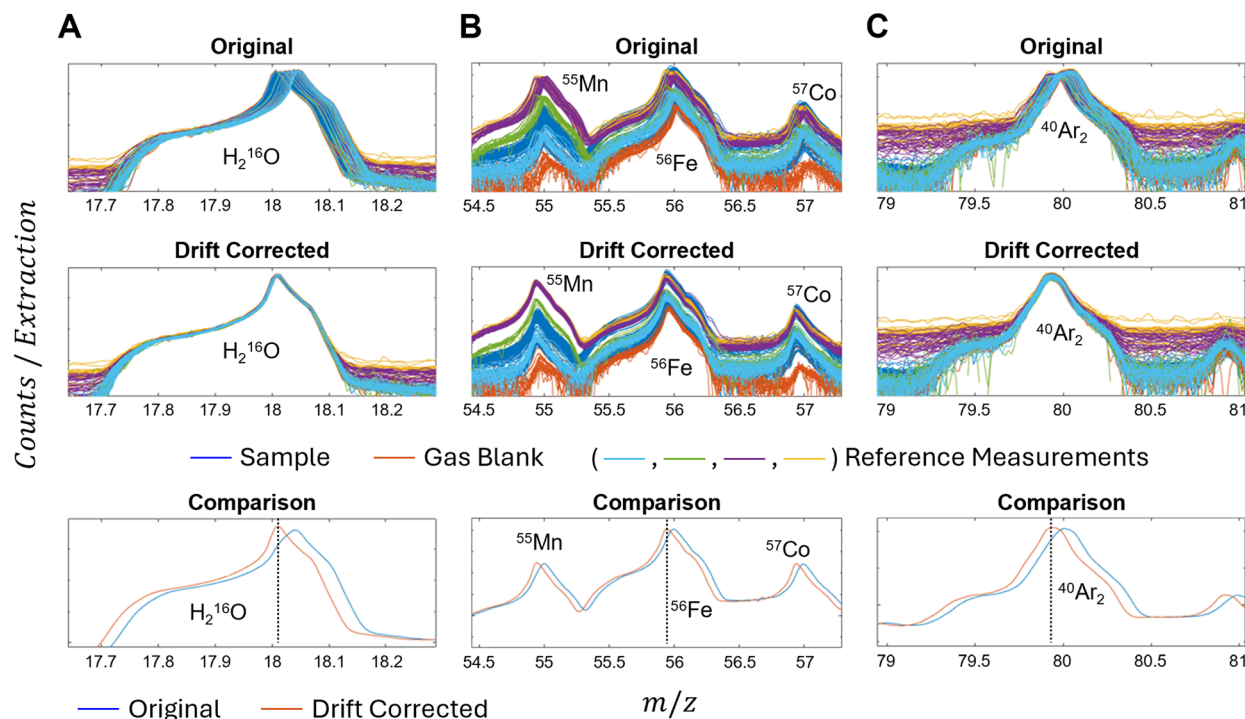 A B C
Original Original Original
⁵⁵Mn ⁵⁷Co
H₂¹⁶O ⁵⁶Fe ⁴⁰Ar₂
17.7 17.8 17.9 18 18.1 18.2 54.5 55 55.5 56 56.5 57 79 79.5 80 80.5 81
Drift Corrected Drift Corrected Drift Corrected
⁵⁵Mn ⁵⁷Co
H₂¹⁶O ⁵⁶Fe ⁴⁰Ar₂
17.7 17.8 17.9 18 18.1 18.2 54.5 55 55.5 56 56.5 57 79 79.5 80 80.5 81
Counts / Extraction
Sample Gas Blank ( , , , ) Reference Measurements
Comparison Comparison Comparison
⁵⁵Mn ⁵⁷Co
H₂¹⁶O ⁵⁶Fe ⁴⁰Ar₂
17.7 17.8 17.9 18 18.1 18.2 54.5 55 55.5 56 56.5 57 79 79.5 80 80.5 81
Original Drift Corrected m/z